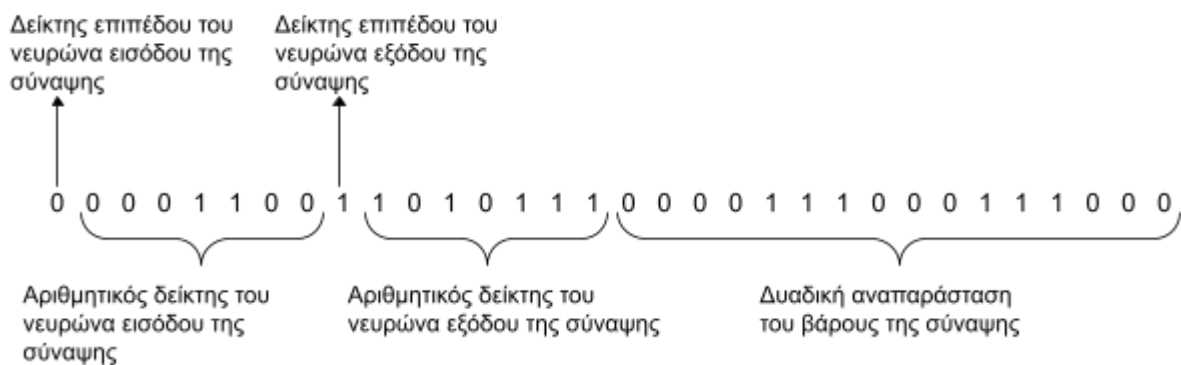 Δείκτης επιπέδου του
νευρώνα εισόδου της
σύναψης
Δείκτης επιπέδου του
νευρώνα εξόδου της
σύναψης
0 0 0 0 1 1 0 0 1 1 0 1 0 1 1 1 0 0 0 0 1 1 1 0 0 0 1 1 1 0 0 0
Αριθμητικός δείκτης του
νευρώνα εισόδου της
σύναψης
Αριθμητικός δείκτης του
νευρώνα εξόδου της σύναψης
Δυαδική αναπαράσταση
του βάρους της σύναψης